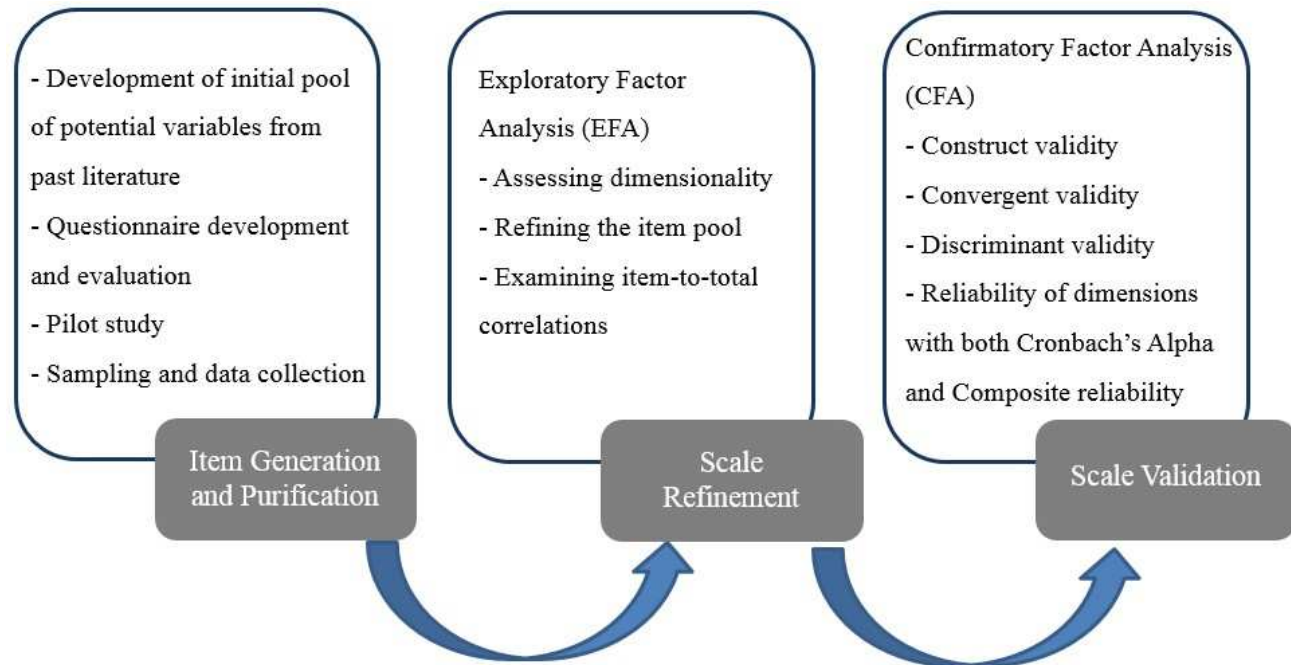 - Development of initial pool
of potential variables from
past literature
- Questionnaire development
and evaluation
- Pilot study
- Sampling and data collection
Item Generation
and Purification
Exploratory Factor
Analysis (EFA)
- Assessing dimensionality
- Refining the item pool
- Examining item-to-total
correlations
Scale
Refinement
Confirmatory Factor Analysis
(CFA)
- Construct validity
- Convergent validity
- Discriminant validity
- Reliability of dimensions
with both Cronbach’s Alpha
and Composite reliability
Scale Validation